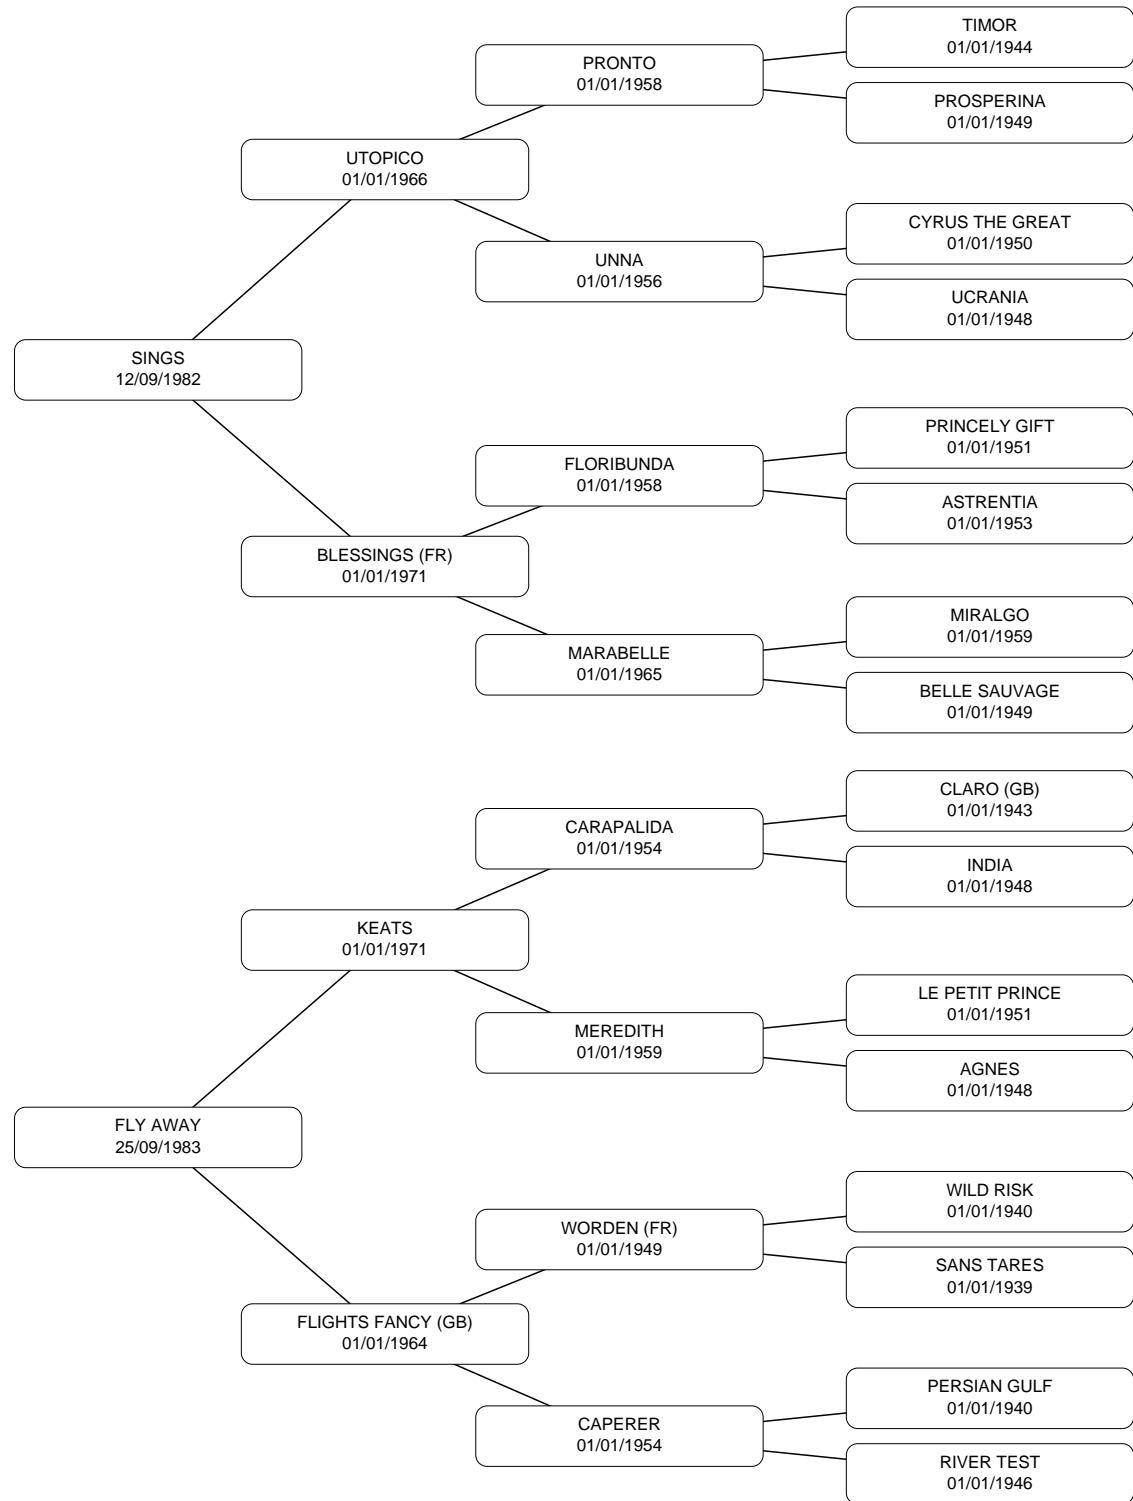 TIMOR
01/01/1944
PRONTO
01/01/1958
PROSPERINA
01/01/1949
UTOPICO
01/01/1966
CYRUS THE GREAT
01/01/1950
UNNA
01/01/1956
UCRANIA
01/01/1948
SINGS
12/09/1982
PRINCELY GIFT
01/01/1951
FLORIBUNDA
01/01/1958
ASTRENTIA
01/01/1953
BLESSINGS (FR)
01/01/1971
MIRALGO
01/01/1959
MARABELLE
01/01/1965
BELLE SAUVAGE
01/01/1949
CLARO (GB)
01/01/1943
CARAPALIDA
01/01/1954
INDIA
01/01/1948
KEATS
01/01/1971
LE PETIT PRINCE
01/01/1951
MEREDITH
01/01/1959
AGNES
01/01/1948
FLY AWAY
25/09/1983
WILD RISK
01/01/1940
WORDEN (FR)
01/01/1949
SANS TARES
01/01/1939
FLIGHTS FANCY (GB)
01/01/1964
PERSIAN GULF
01/01/1940
CAPERER
01/01/1954
RIVER TEST
01/01/1946